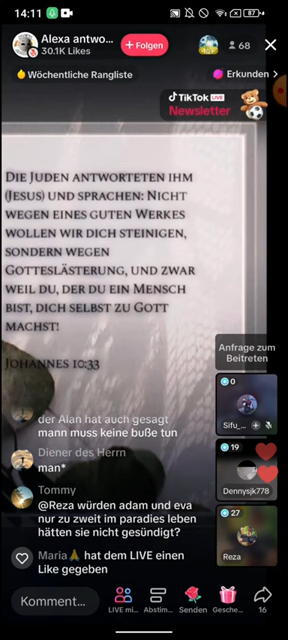 14:11
87
Alexa antwo...
30.1K Likes
+ Folgen
68
Wöchentliche Rangliste
Erkunden >
TikTok LIVE
Newsletter
Die Juden antworteten ihm
(Jesus) und sprachen: Nicht
wegen eines guten Werkes
wollen wir dich steinigen,
sondern wegen
Gotteslästerung, und zwar
weil du, der du ein Mensch
bist, dich selbst zu Gott
machst!
Johannes 10:33
Anfrage zum
Beitreten
0
Sifu_...
19
Dennysjk778
27
Reza
der Alan hat auch gesagt
mann muss keine buße tun
Diener des Herrn
man*
Tommy
@Reza würden adam und eva
nur zu zweit im paradies leben
hätten sie nicht gesündigt?
Maria🙏 hat dem LIVE einen
Like gegeben
Komment...
LIVE mi...
Abstim...
Senden
Gesche...
16